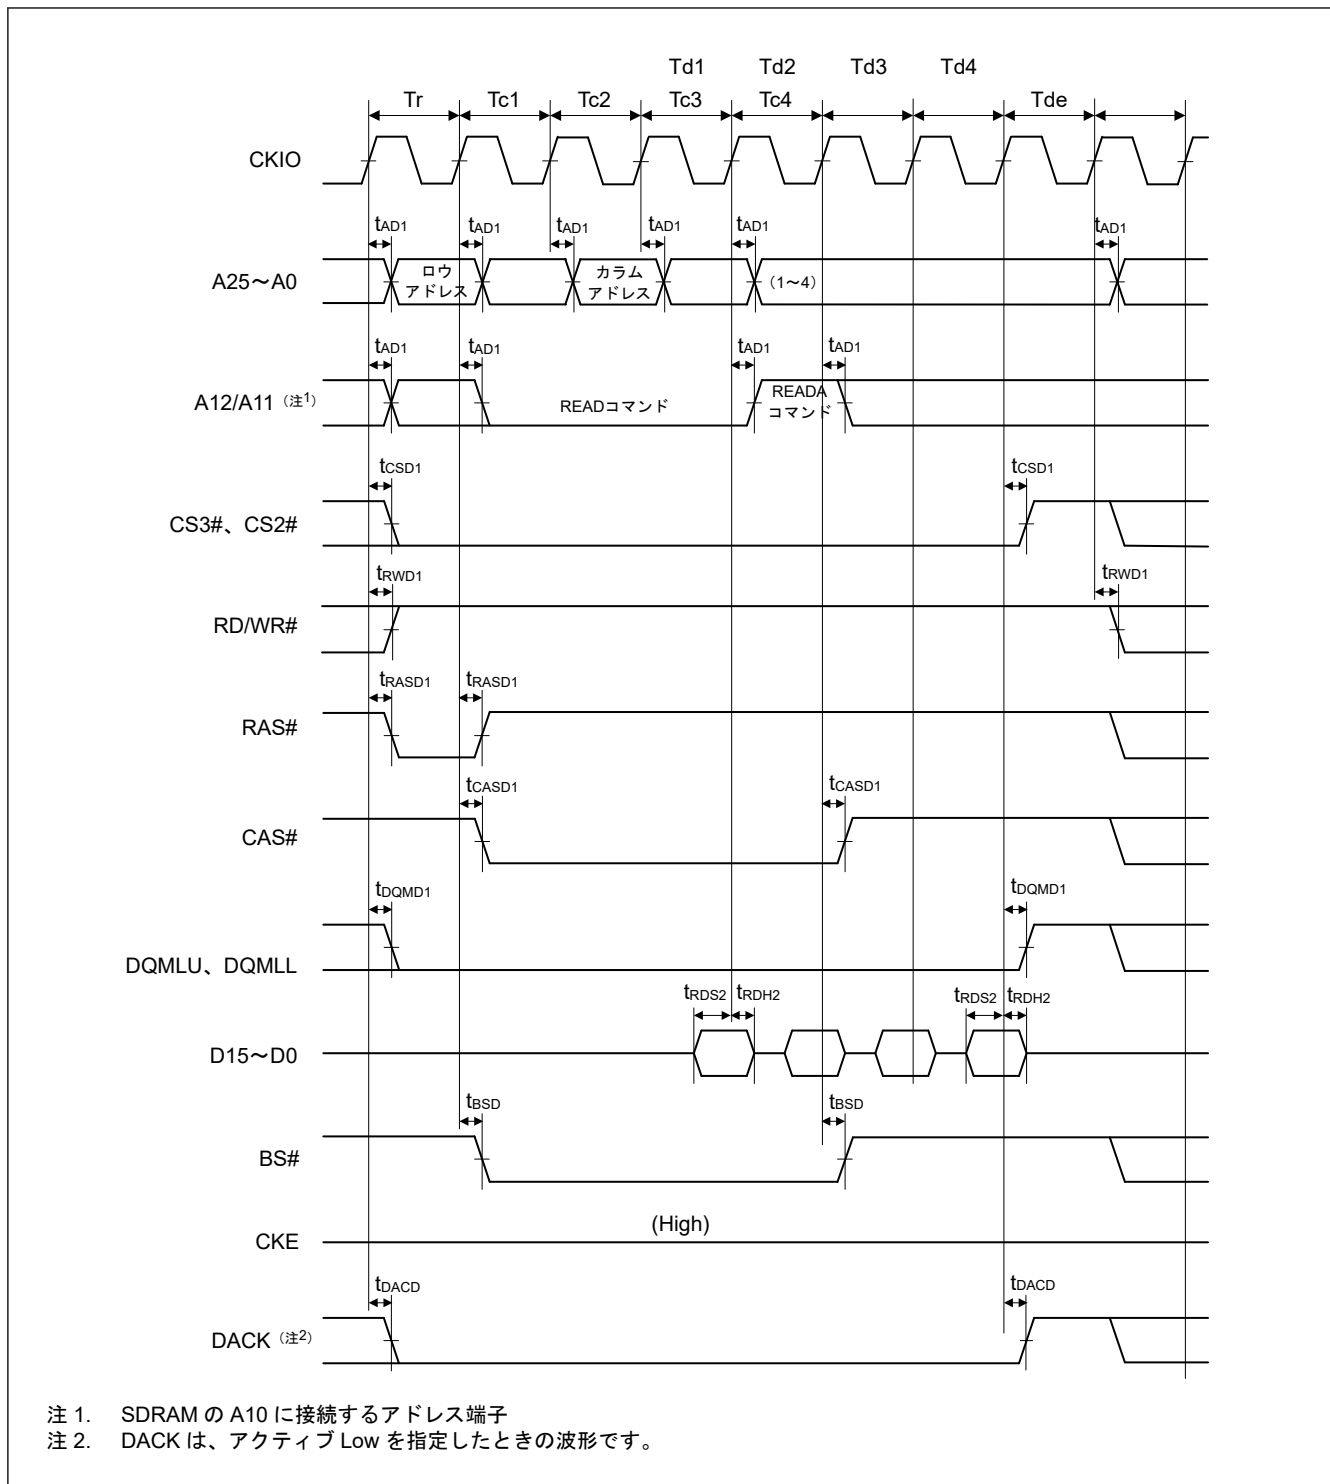 Td1 Td2 Td3 Td4
Tr Tc1 Tc2 Tc3 Tc4 Tde
CKIO
tAD1 tAD1 tAD1 tAD1 tAD1 tAD1
A25～A0
ロウ
アドレス
カラム
アドレス
(1～4)
tAD1 tAD1 tAD1 tAD1
A12/A11（注1）
READコマンド
READA
コマンド
tCSD1 tCSD1
CS3#、CS2#
tRWD1 tRWD1
RD/WR#
tRASD1 tRASD1
RAS#
tCASD1 tCASD1
CAS#
tDQMD1 tDQMD1
DQMLU、DQMLL
tRDS2 tRDH2 tRDS2 tRDH2
D15～D0
tBSD tBSD
BS#
(High)
CKE
tDACD tDACD
DACK（注2）
注 1. SDRAM の A10 に接続するアドレス端子
注 2. DACK は、アクティブ Low を指定したときの波形です。